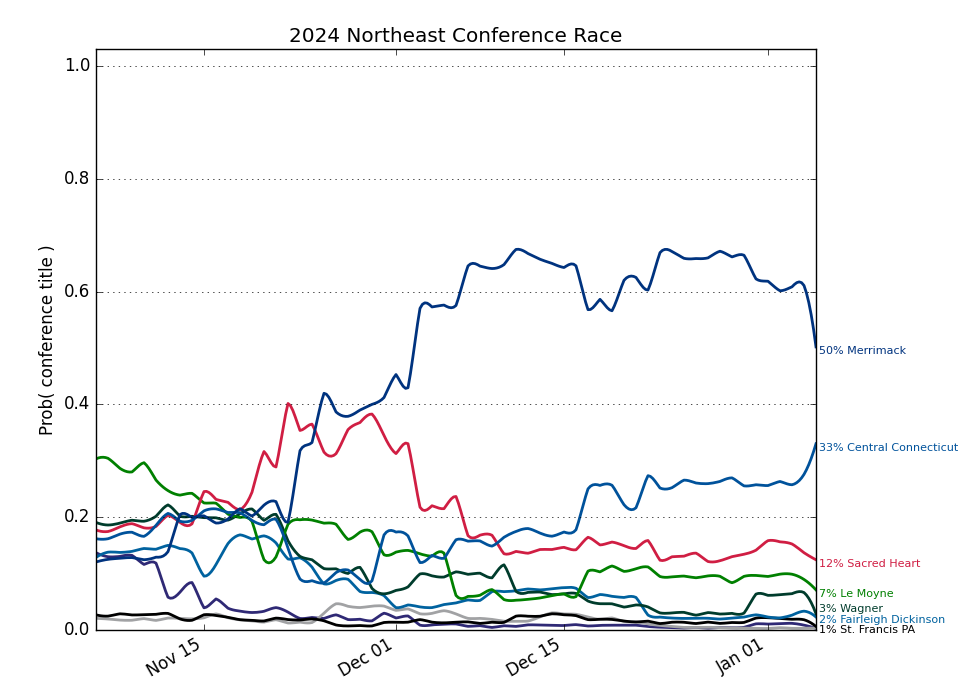 2024 Northeast Conference Race
Prob( conference title )
1.0
0.8
0.6
0.4
0.2
0.0
50% Merrimack
33% Central Connecticut
12% Sacred Heart
7% Le Moyne
3% Wagner
2% Fairleigh Dickinson
1% St. Francis PA
Nov 15
Dec 01
Dec 15
Jan 01